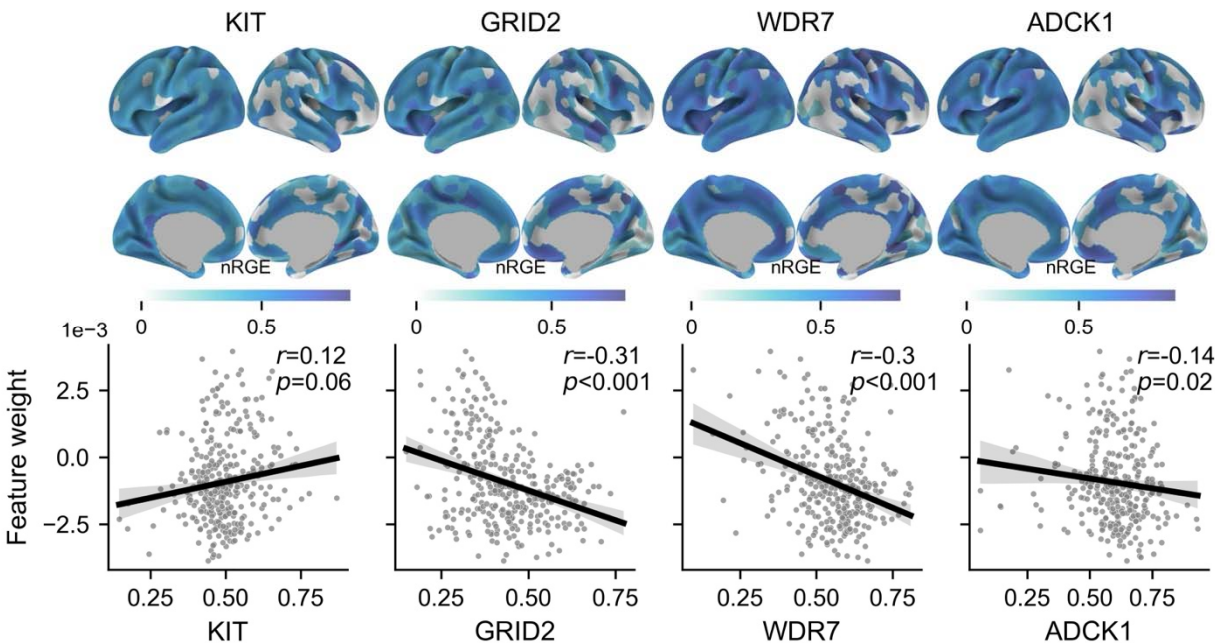 KIT GRID2 WDR7 ADCK1
nRGE nRGE nRGE nRGE
0 0.5 0 0.5 0 0.5 0 0.5
1e−3
r=0.12 r=-0.31 r=-0.3 r=-0.14
p=0.06 p<0.001 p<0.001 p=0.02
Feature weight
2.5
0.0
−2.5
0.25 0.50 0.75 0.25 0.50 0.75 0.25 0.50 0.75 0.25 0.50 0.75
KIT GRID2 WDR7 ADCK1